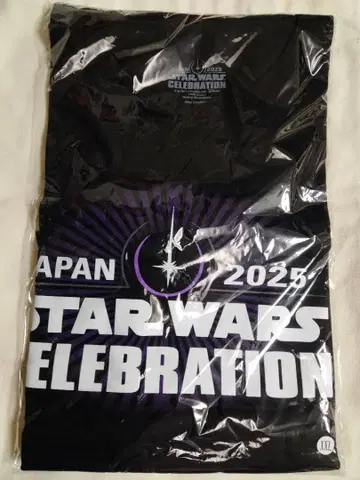 2025
STAR WARS
CELEBRATION
APAN 2025
STAR WARS
ELEBRATION